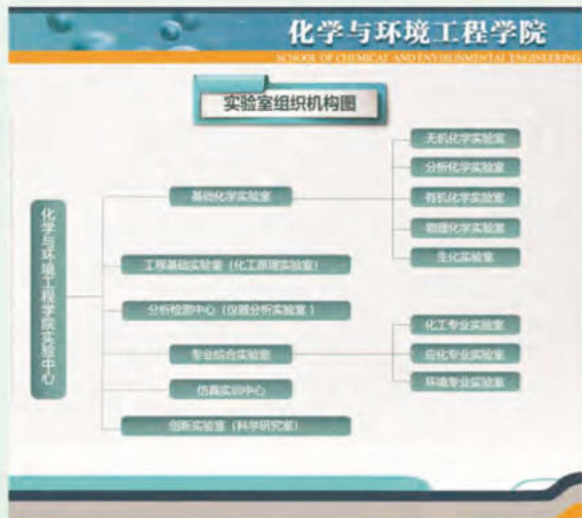 化学与环境工程学院
SCHOOL OF CHEMICAL AND ENVIRONMENTAL ENGINEERING
实验室组织机构图
化学与环境工程学院实验中心
基础化学实验室
无机化学实验室
分析化学实验室
有机化学实验室
物理化学实验室
生化实验室
工程基础实验室（化工原理实验室）
分析检测中心（仪器分析实验室）
专业综合实验室
化工专业实验室
应化专业实验室
环境专业实验室
仿真实训中心
创新实验室（科学研究室）